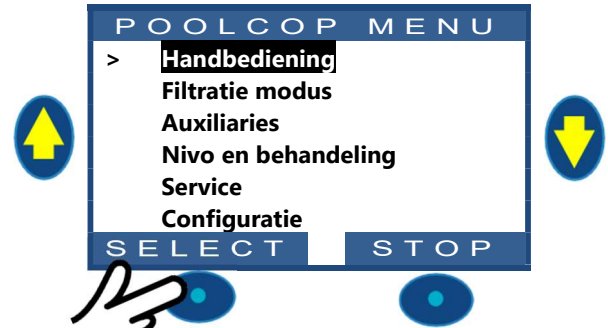 POOLCOP MENU
> Handbediening
Filtratie modus
Auxiliaries
Nivo en behandeling
Service
Configuratie
SELECT STOP